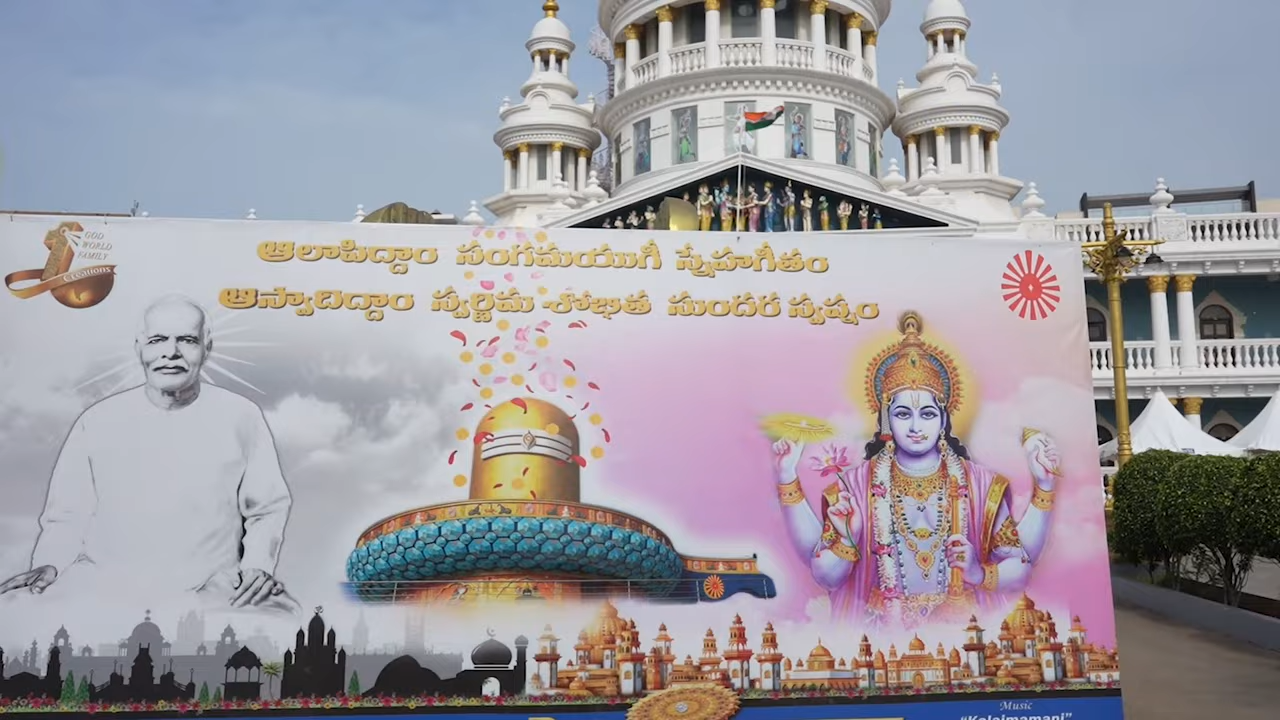 GOD
WORLD
FAMILY
Creations
ఆలాపిద్దాం సంగమయుగీ స్నేహగీతం
ఆస్వాదిద్దాం స్వర్ణిమ శోభిత సుందర స్వప్నం
Music
"Kalaimamani"